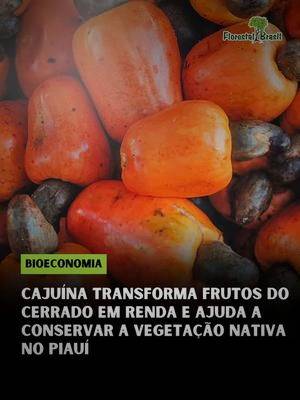 Florestal Brasil
BIOECONOMIA
CAJUÍNA TRANSFORMA FRUTOS DO
CERRADO EM RENDA E AJUDA A
CONSERVAR A VEGETAÇÃO NATIVA
NO PIAUÍ